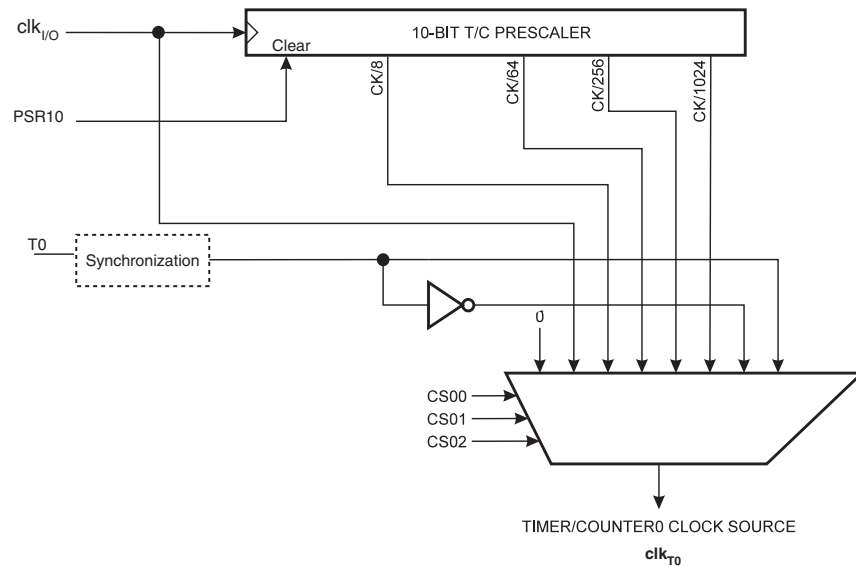 clkI/O
10-BIT T/C PRESCALER
Clear
CK/8
CK/64
CK/256
CK/1024
PSR10
T0
Synchronization
0
CS00
CS01
CS02
TIMER/COUNTER0 CLOCK SOURCE
clkT0